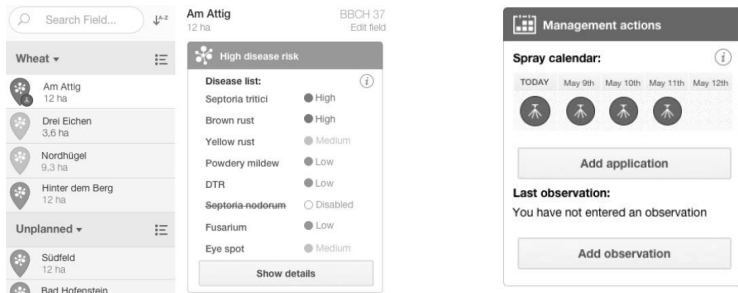 Search Field...
A-Z
Wheat
Am Attig
12 ha
Drei Eichen
3,6 ha
Nordhügel
9,3 ha
Hinter dem Berg
12 ha
Unplanned
Südfeld
12 ha
Bad Hofenstein
Am Attig BBCH 37
12 ha Edit field
High disease risk
Disease list: i
Septoria tritici High
Brown rust High
Yellow rust Medium
Powdery mildew Low
DTR Low
Septoria nodorum Disabled
Fusarium Low
Eye spot Medium
Show details
Management actions
Spray calendar: i
TODAY May 9th May 10th May 11th May 12th
Add application
Last observation:
You have not entered an observation
Add observation